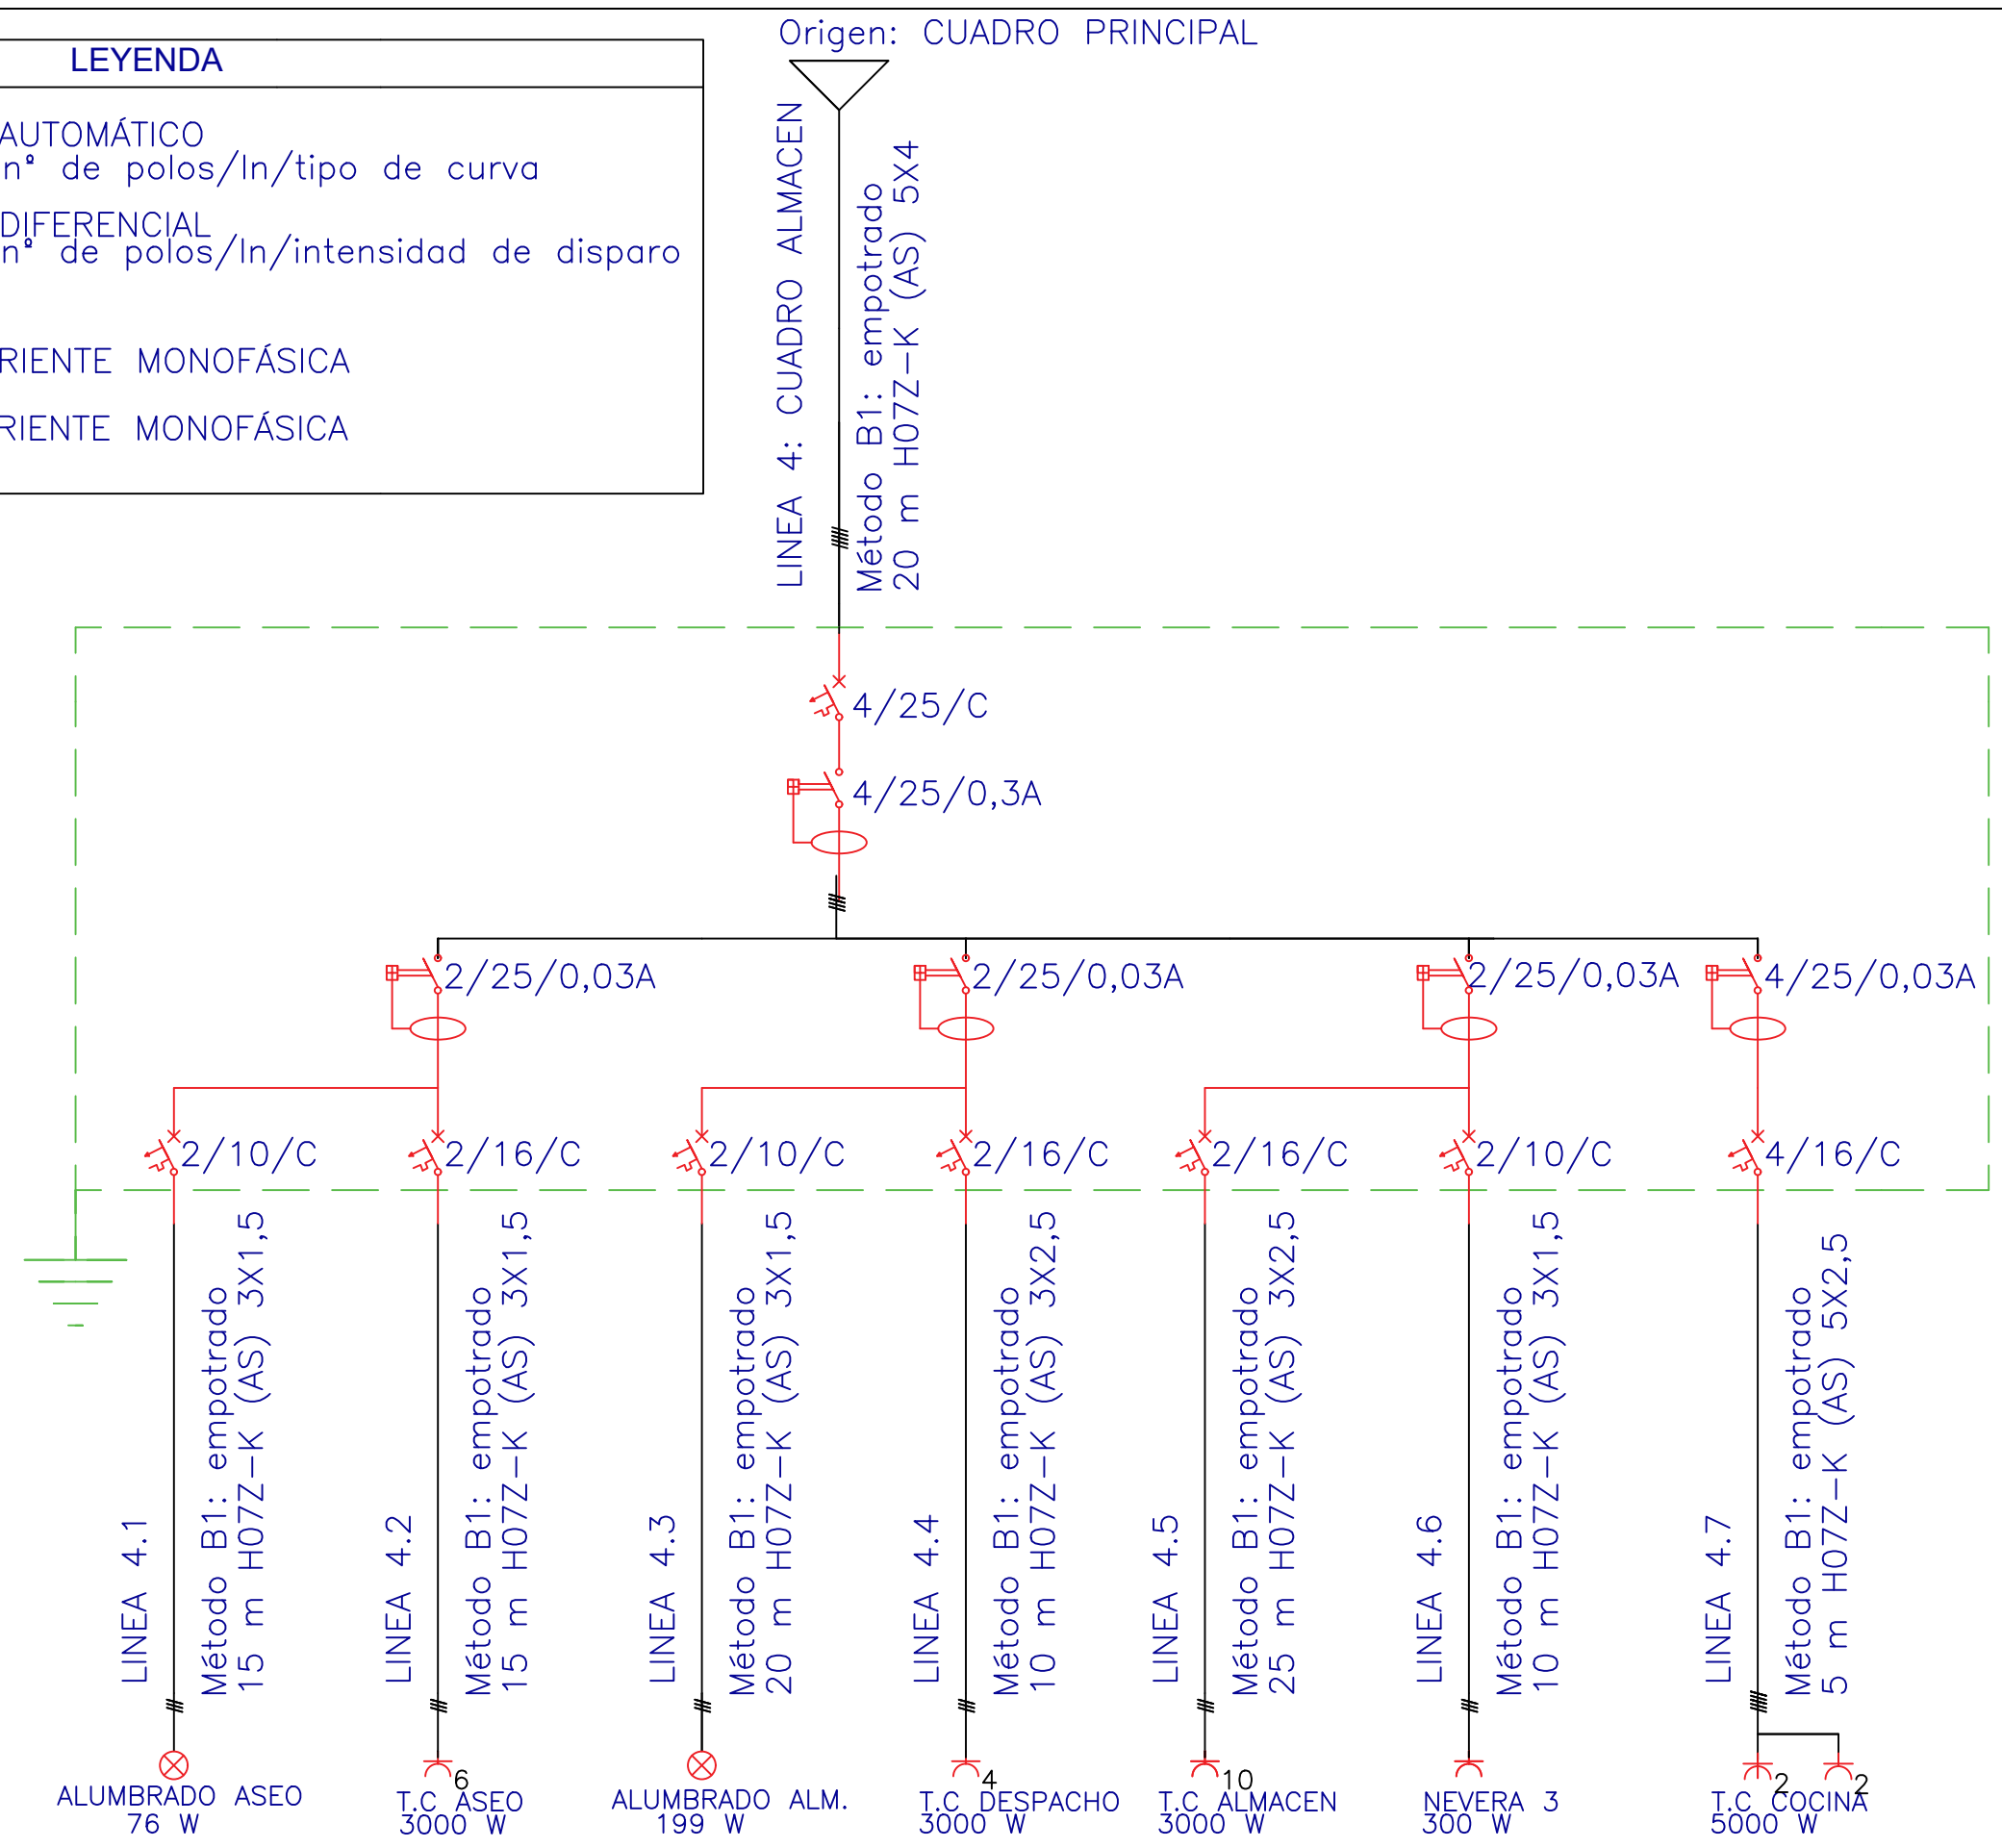 LEYENDA
AUTOMÁTICO
nº de polos/In/tipo de curva
DIFERENCIAL
nº de polos/In/intensidad de disparo
RIENTE MONOFÁSICA
RIENTE MONOFÁSICA
Origen: CUADRO PRINCIPAL
LINEA 4: CUADRO ALMACEN
Método B1: empotrado
20 m H07Z-K (AS) 5X4
4/25/C
4/25/0,3A
2/25/0,03A
2/25/0,03A
2/25/0,03A
4/25/0,03A
2/10/C
2/16/C
2/10/C
2/16/C
2/16/C
2/10/C
4/16/C
LINEA 4.1
Método B1: empotrado
15 m H07Z-K (AS) 3X1,5
LINEA 4.2
Método B1: empotrado
15 m H07Z-K (AS) 3X1,5
LINEA 4.3
Método B1: empotrado
20 m H07Z-K (AS) 3X1,5
LINEA 4.4
Método B1: empotrado
10 m H07Z-K (AS) 3X2,5
LINEA 4.5
Método B1: empotrado
25 m H07Z-K (AS) 3X2,5
LINEA 4.6
Método B1: empotrado
10 m H07Z-K (AS) 3X1,5
LINEA 4.7
Método B1: empotrado
5 m H07Z-K (AS) 5X2,5
ALUMBRADO ASEO
76 W
6
T.C ASEO
3000 W
ALUMBRADO ALM.
199 W
4
T.C DESPACHO
3000 W
10
T.C ALMACEN
3000 W
NEVERA 3
300 W
2
2
T.C COCINA
5000 W